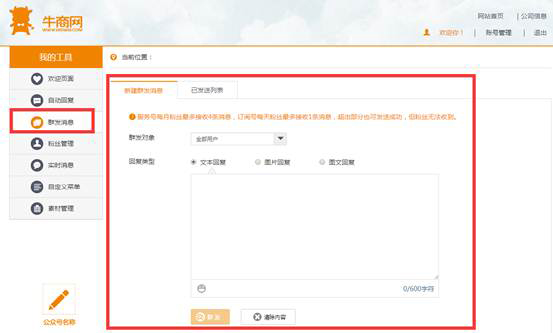 牛商网
WWW.NIUSHANG.COM
网站首页 | 公司信息
欢迎你! 账号管理 | 退出
我的工具
当前位置:
欢迎页面
自动回复
群发消息
粉丝管理
实时消息
自定义菜单
素材管理
公众号名称
新建群发消息 已发送列表
服务号每月粉丝最多接收4条消息,订阅号每天粉丝最多接收1条消息,超出部分也可发送成功,但粉丝无法收到。
群发对象 全部用户
回复类型 文本回复 图片回复 图文回复
0/600字符
群发 清除内容